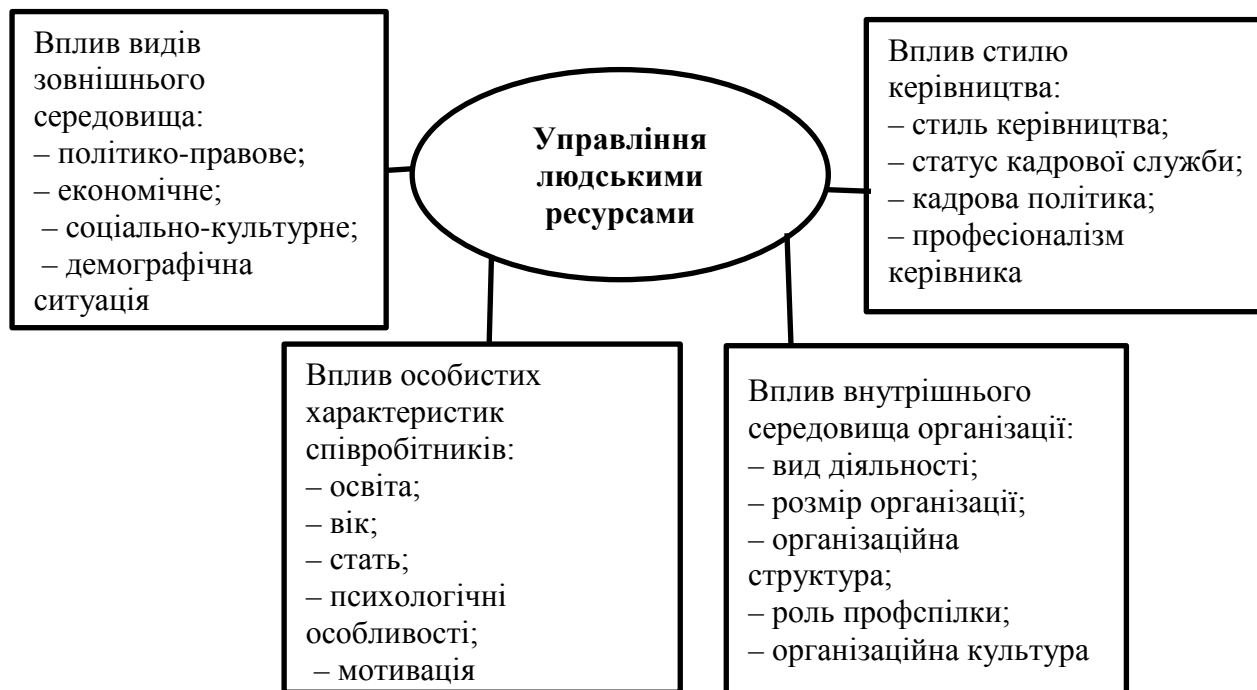 Вплив видів
зовнішнього
середовища:
– політико-правове;
– економічне;
– соціально-культурне;
– демографічна
ситуація
Управління
людськими
ресурсами
Вплив стилю
керівництва:
– стиль керівництва;
– статус кадрової служби;
– кадрова політика;
– професіоналізм
керівника
Вплив особистих
характеристик
співробітників:
– освіта;
– вік;
– стать;
– психологічні
особливості;
– мотивація
Вплив внутрішнього
середовища організації:
– вид діяльності;
– розмір організації;
– організаційна
структура;
– роль профспілки;
– організаційна культура